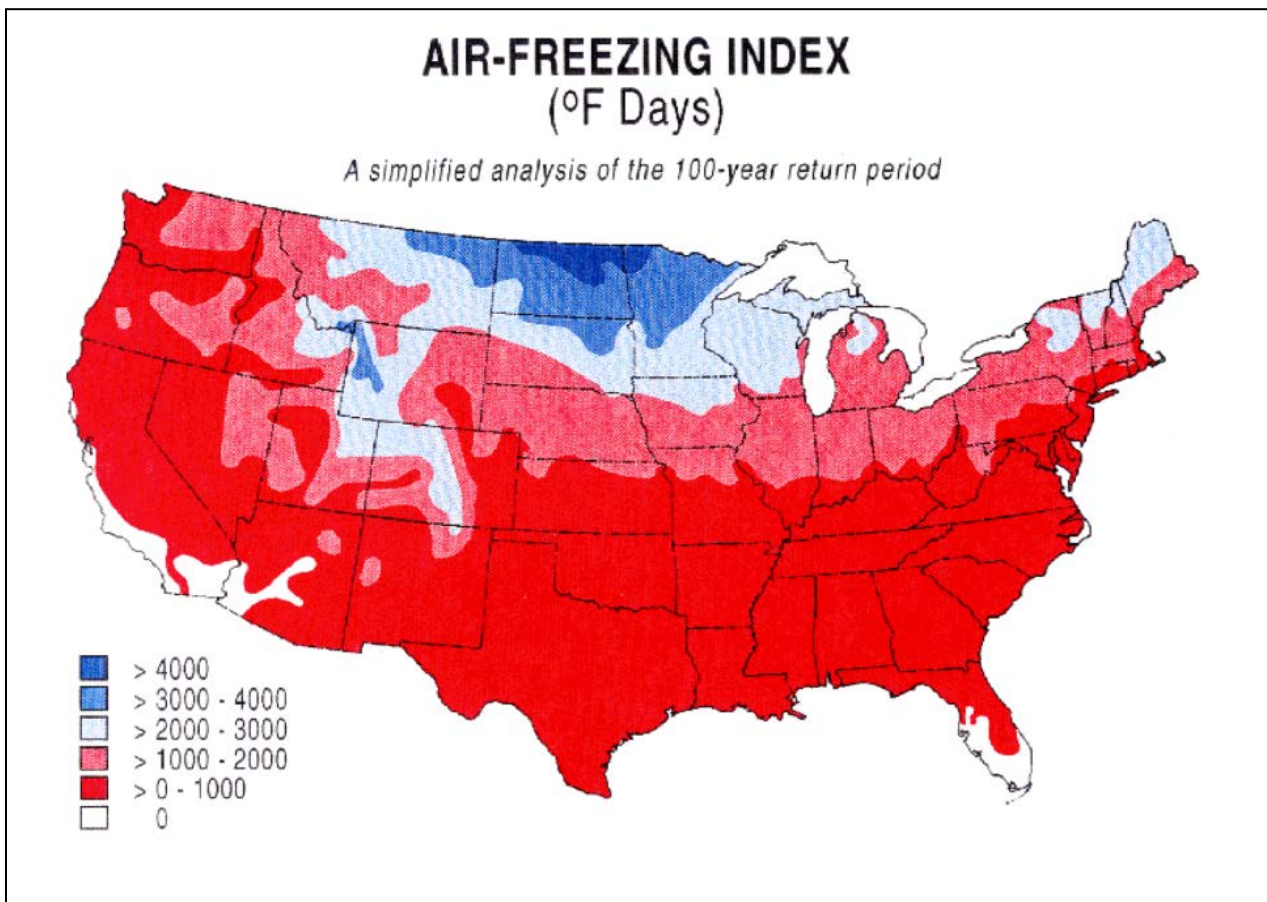 AIR-FREEZING INDEX
(ºF Days)
A simplified analysis of the 100-year return period
> 4000
> 3000 - 4000
> 2000 - 3000
> 1000 - 2000
> 0 - 1000
0